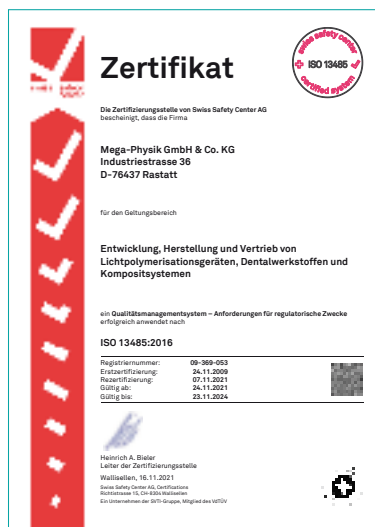 swiss safety center
ISO 13485
certified system
Zertifikat
Die Zertifizierungsstelle von Swiss Safety Center AG
bescheinigt, dass die Firma
Mega-Physik GmbH & Co. KG
Industriestrasse 36
D-76437 Rastatt
für den Geltungsbereich
Entwicklung, Herstellung und Vertrieb von
Lichtpolymerisationsgeräten, Dentalwerkstoffen und
Kompositsystemen
ein Qualitätsmanagementsystem – Anforderungen für regulatorische Zwecke
erfolgreich anwendet nach
ISO 13485:2016
Registriernummer: 09-369-053
Erstzertifizierung: 24.11.2009
Rezertifizierung: 07.11.2021
Gültig ab: 24.11.2021
Gültig bis: 23.11.2024
Heinrich A. Bieler
Leiter der Zertifizierungsstelle
Wallisellen, 16.11.2021
Swiss Safety Center AG, Certifications
Richtistrasse 15, CH-8304 Wallisellen
Ein Unternehmen der SVTI-Gruppe, Mitglied des VdTÜV